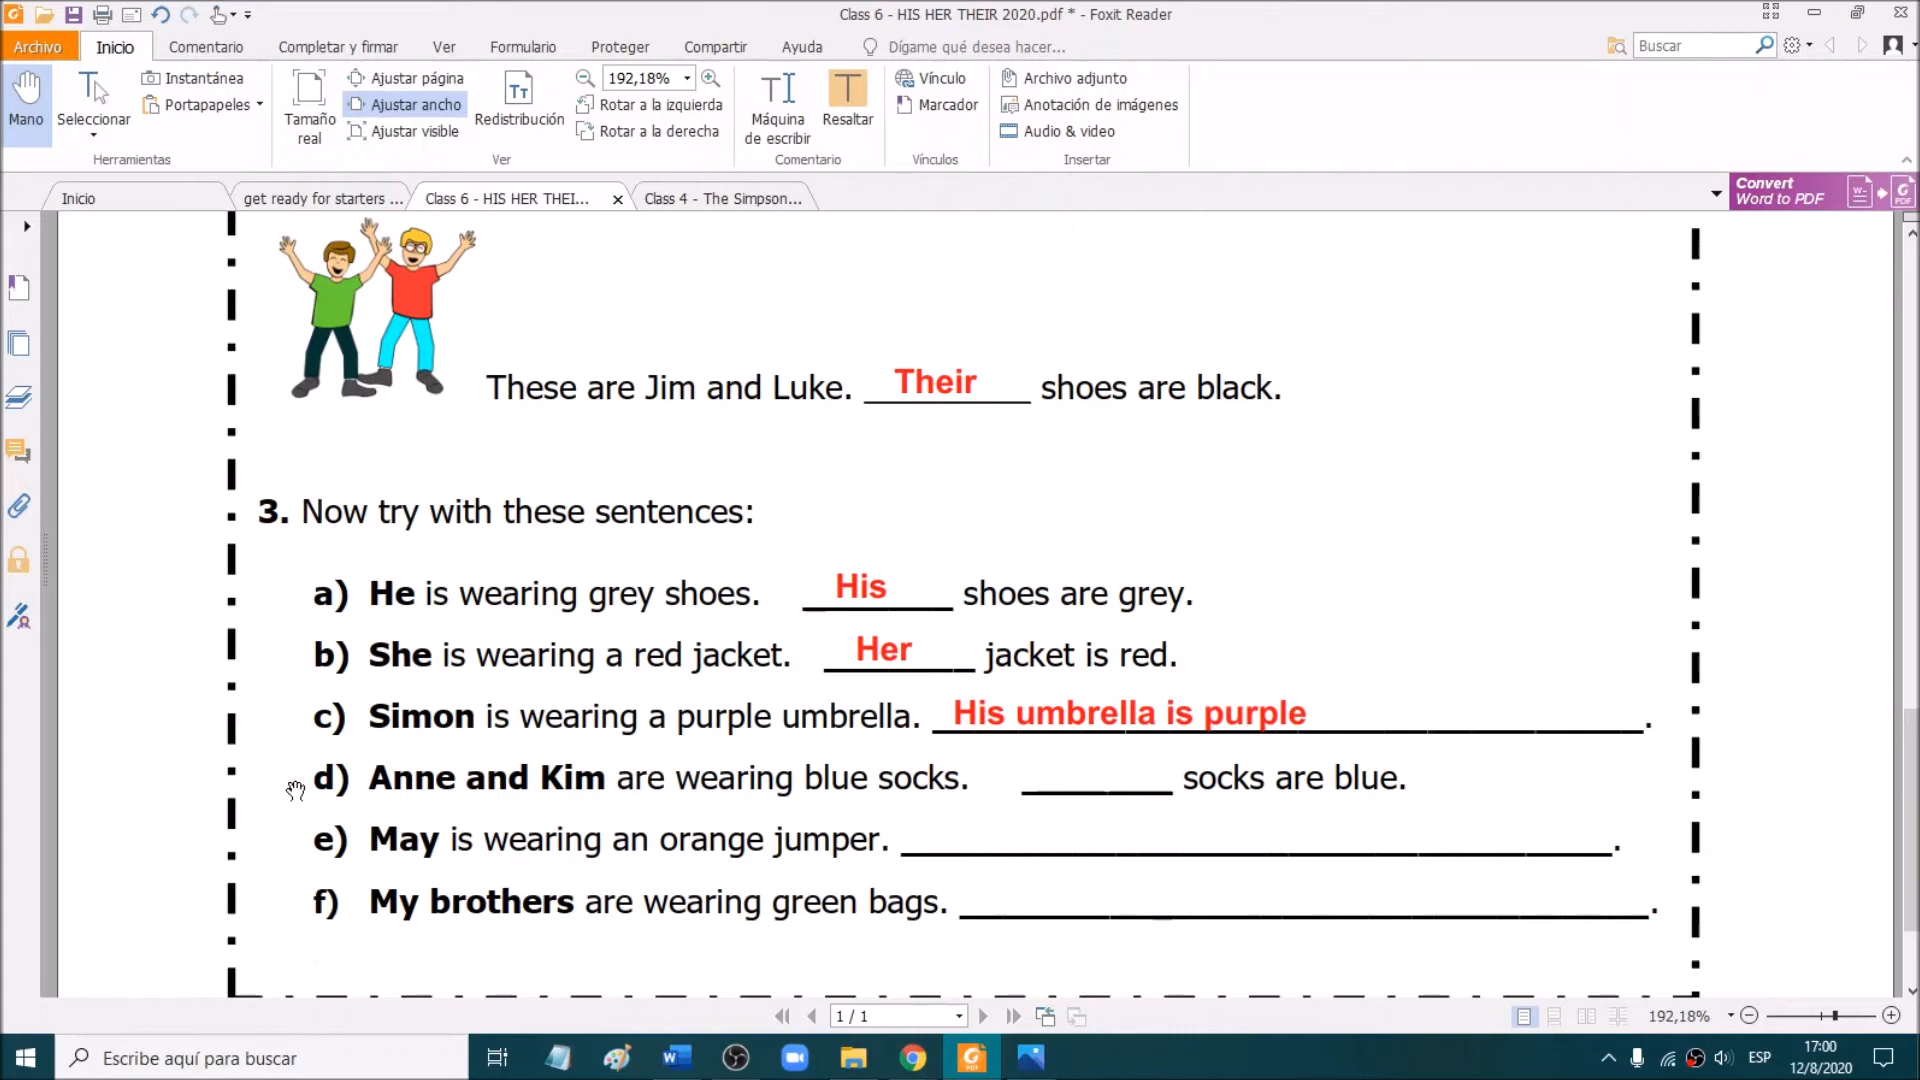 Class 6 - HIS HER THEIR 2020.pdf * - Foxit Reader
Archivo Inicio Comentario Completar y firmar Ver Formulario Proteger Compartir Ayuda Dígame qué desea hacer... Buscar
Mano
Seleccionar
Instantánea
Portapapeles
Herramientas
Tamaño real
Ajustar página
Ajustar ancho
Ajustar visible
Redistribución
192,18%
Rotar a la izquierda
Rotar a la derecha
Ver
Máquina de escribir
Resaltar
Comentario
Vínculo
Marcador
Vínculos
Archivo adjunto
Anotación de imágenes
Audio & video
Insertar
Inicio get ready for starters ... Class 6 - HIS HER THEI... Class 4 - The Simpson...
Convert
Word to PDF
These are Jim and Luke. Their shoes are black.
3. Now try with these sentences:
a) He is wearing grey shoes. His shoes are grey.
b) She is wearing a red jacket. Her jacket is red.
c) Simon is wearing a purple umbrella. His umbrella is purple.
d) Anne and Kim are wearing blue socks. ________ socks are blue.
e) May is wearing an orange jumper. ________.
f) My brothers are wearing green bags. ________.
1 / 1 192,18%
Escribe aquí para buscar
ESP
17:00
12/8/2020